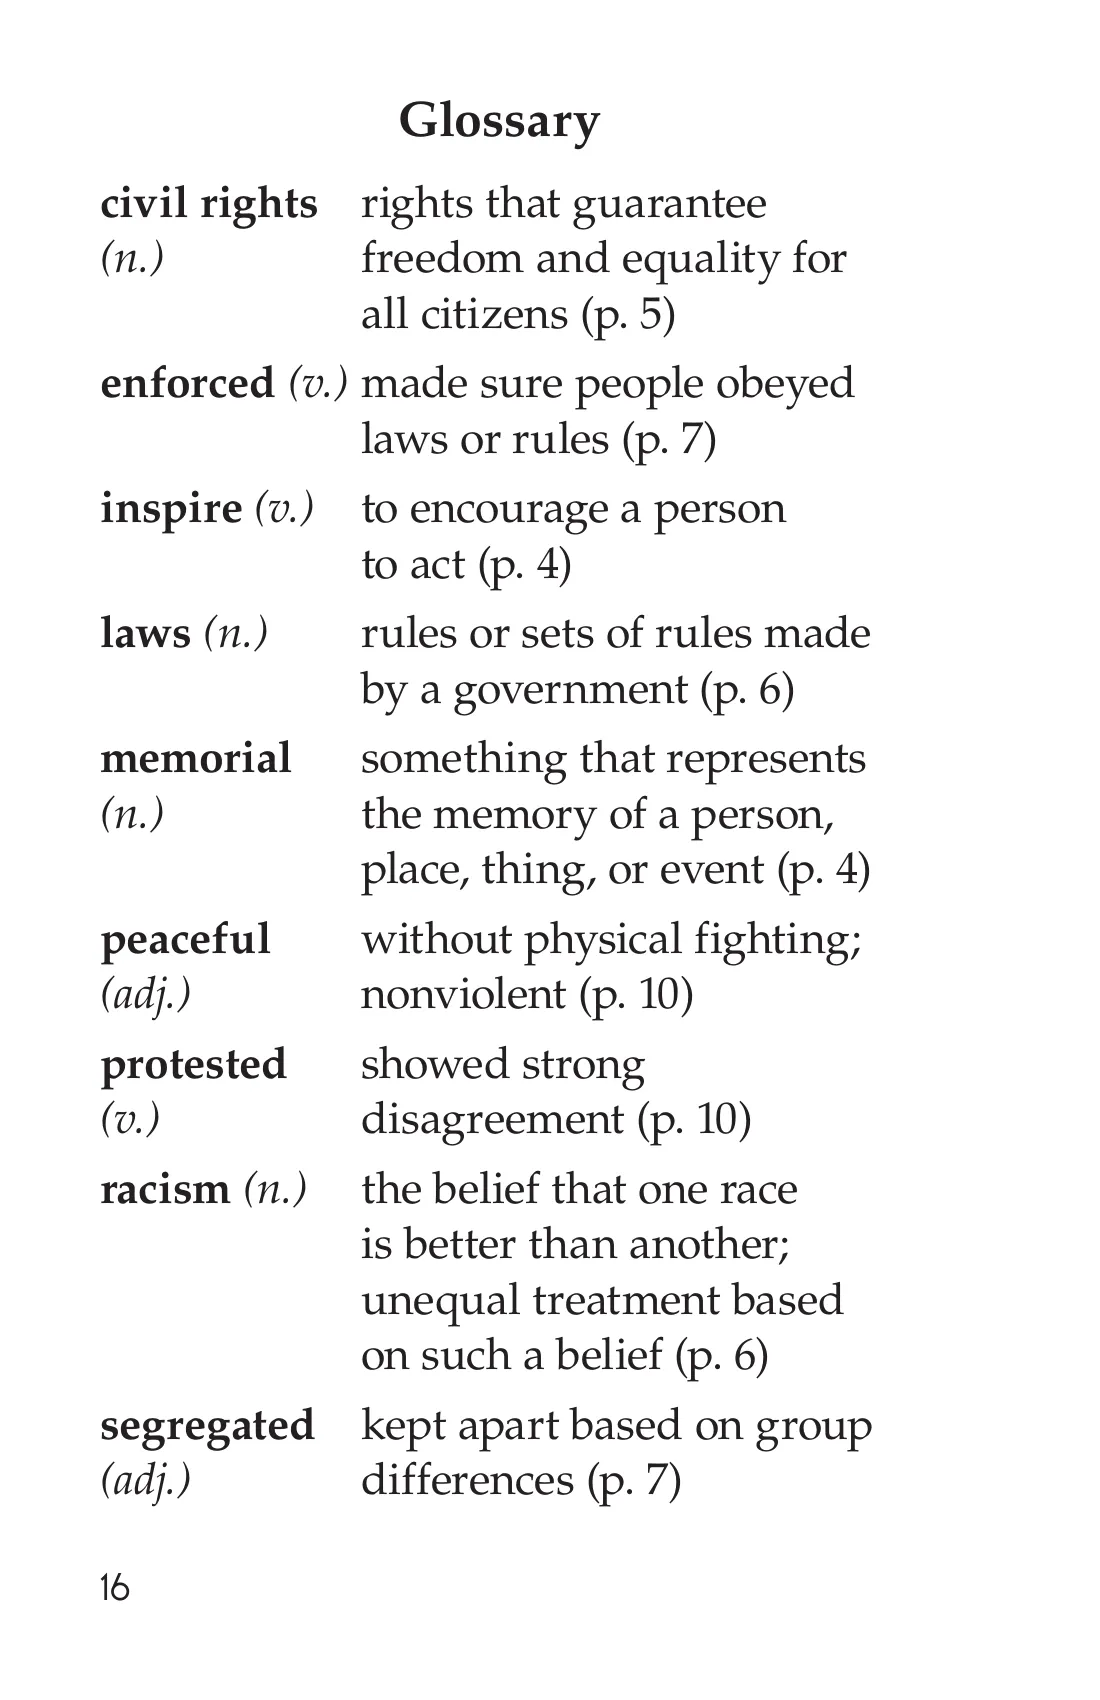 Glossary
civil rights rights that guarantee
(n.) freedom and equality for
all citizens (p. 5)
enforced (v.) made sure people obeyed
laws or rules (p. 7)
inspire (v.) to encourage a person
to act (p. 4)
laws (n.) rules or sets of rules made
by a government (p. 6)
memorial something that represents
(n.) the memory of a person,
place, thing, or event (p. 4)
peaceful without physical fighting;
(adj.) nonviolent (p. 10)
protested showed strong
(v.) disagreement (p. 10)
racism (n.) the belief that one race
is better than another;
unequal treatment based
on such a belief (p. 6)
segregated kept apart based on group
(adj.) differences (p. 7)
16